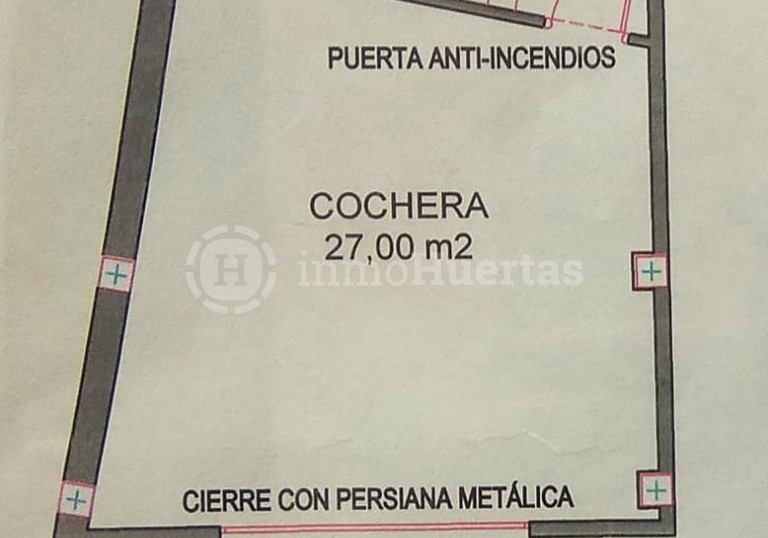 PUERTA ANTI-INCENDIOS
COCHERA
27,00 m2
H inmoHuertas
CIERRE CON PERSIANA METÁLICA